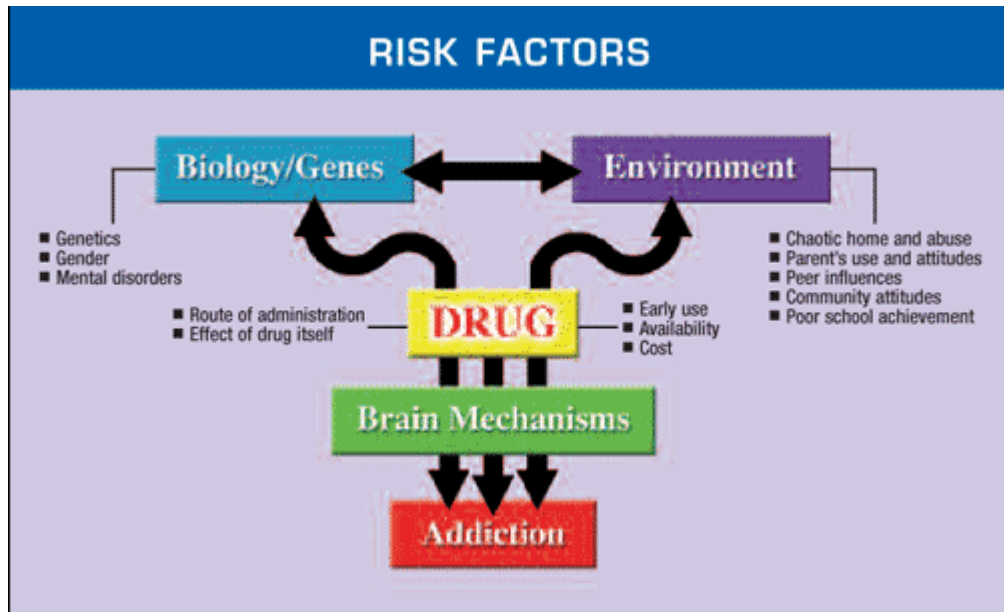 RISK FACTORS
Biology/Genes
Environment
■ Genetics
■ Gender
■ Mental disorders
■ Chaotic home and abuse
■ Parent's use and attitudes
■ Peer influences
■ Community attitudes
■ Poor school achievement
■ Route of administration
■ Effect of drug itself
DRUG
■ Early use
■ Availability
■ Cost
Brain Mechanisms
Addiction